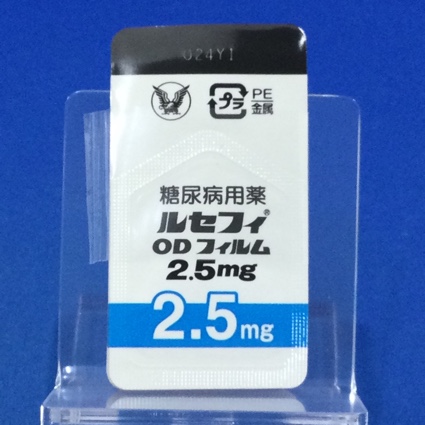 024Y1
プラ
PE
金属
糖尿病用薬
ルセフィ®
ODフィルム
2.5mg
2.5mg